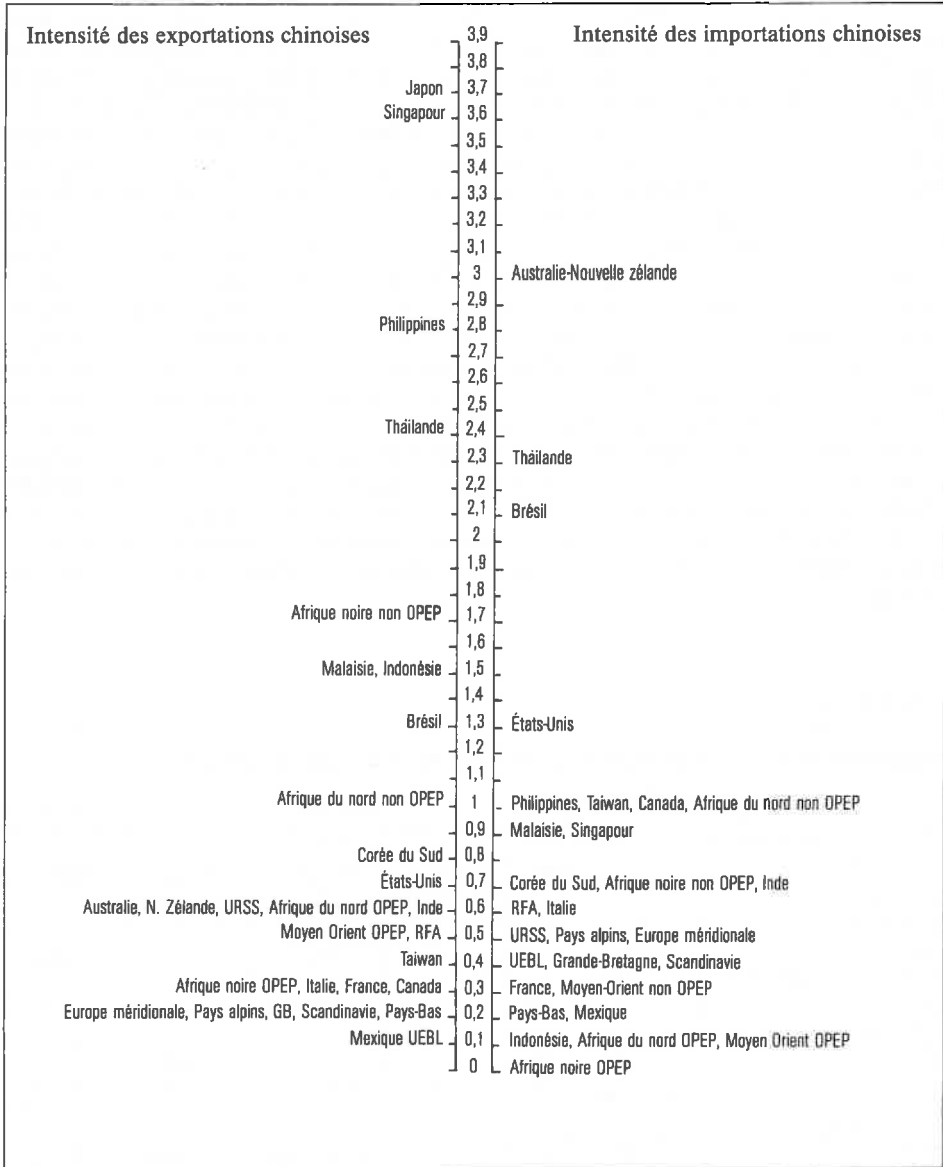 Intensité des exportations chinoises 3,9 Intensité des importations chinoises
3,8
Japon 3,7
Singapour 3,6
3,5
3,4
3,3
3,2
3,1
3 Australie-Nouvelle zélande
2,9
Philippines 2,8
2,7
2,6
2,5
Tháilande 2,4
2,3 Tháilande
2,2
2,1 Brésil
2
1,9
1,8
Afrique noire non OPEP 1,7
1,6
Malaisie, Indonésie 1,5
1,4
Brésil 1,3 États-Unis
1,2
1,1
Afrique du nord non OPEP 1 Philippines, Taiwan, Canada, Afrique du nord non OPEP
0,9 Malaisie, Singapour
Corée du Sud 0,8
États-Unis 0,7 Corée du Sud, Afrique noire non OPEP, Inde
Australie, N. Zélande, URSS, Afrique du nord OPEP, Inde 0,6 RFA, Italie
Moyen Orient OPEP, RFA 0,5 URSS, Pays alpins, Europe méridionale
Taiwan 0,4 UEBL, Grande-Bretagne, Scandinavie
Afrique noire OPEP, Italie, France, Canada 0,3 France, Moyen-Orient non OPEP
Europe méridionale, Pays alpins, GB, Scandinavie, Pays-Bas 0,2 Pays-Bas, Mexique
Mexique UEBL 0,1 Indonésie, Afrique du nord OPEP, Moyen Orient OPEP
0 Afrique noire OPEP